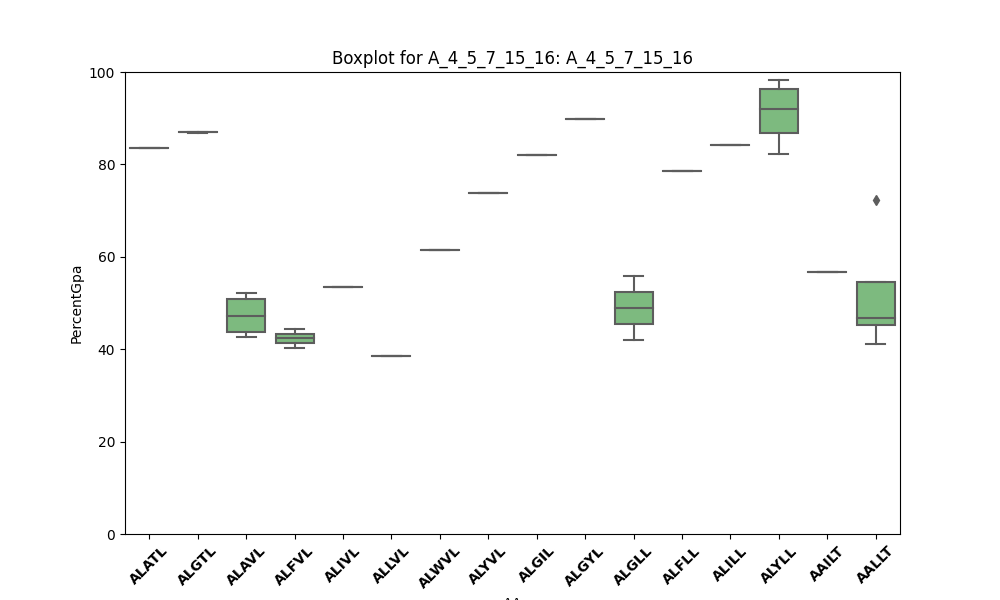 Boxplot for A_4_5_7_15_16: A_4_5_7_15_16
100
80
60
40
20
0
PercentGpa
ALATL
ALGTL
ALAVL
ALFVL
ALIVL
ALLVL
ALWVL
ALYVL
ALGIL
ALGYL
ALGLL
ALFLL
ALILL
ALYLL
AAILT
AALLT